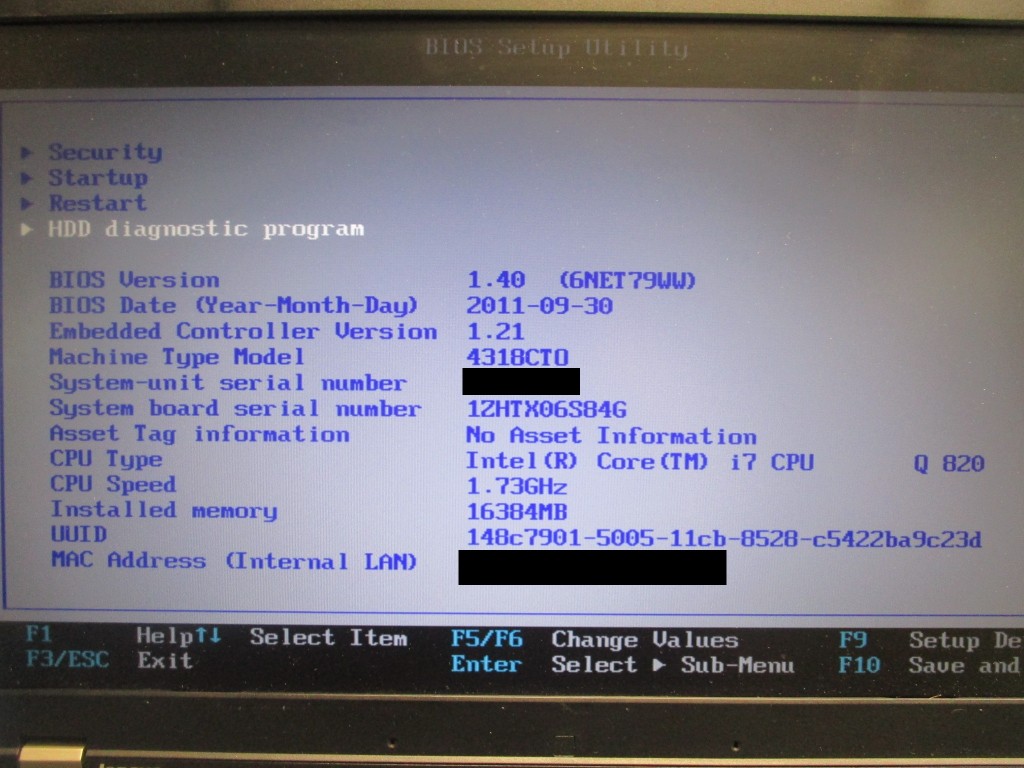 BIOS Setup Utility
Security
Startup
Restart
HDD diagnostic program
BIOS Version 1.40 (6NET79WW)
BIOS Date (Year-Month-Day) 2011-09-30
Embedded Controller Version 1.21
Machine Type Model 4318CTO
System-unit serial number
System board serial number 1ZHTX06S84G
Asset Tag information No Asset Information
CPU Type Intel(R) Core(TM) i7 CPU Q 820
CPU Speed 1.73GHz
Installed memory 16384MB
UUID 148c7901-5005-11cb-8528-c5422ba9c23d
MAC Address (Internal LAN)
F1 Help↑↓ Select Item F5/F6 Change Values F9 Setup De
F3/ESC Exit Enter Select ▶ Sub-Menu F10 Save and